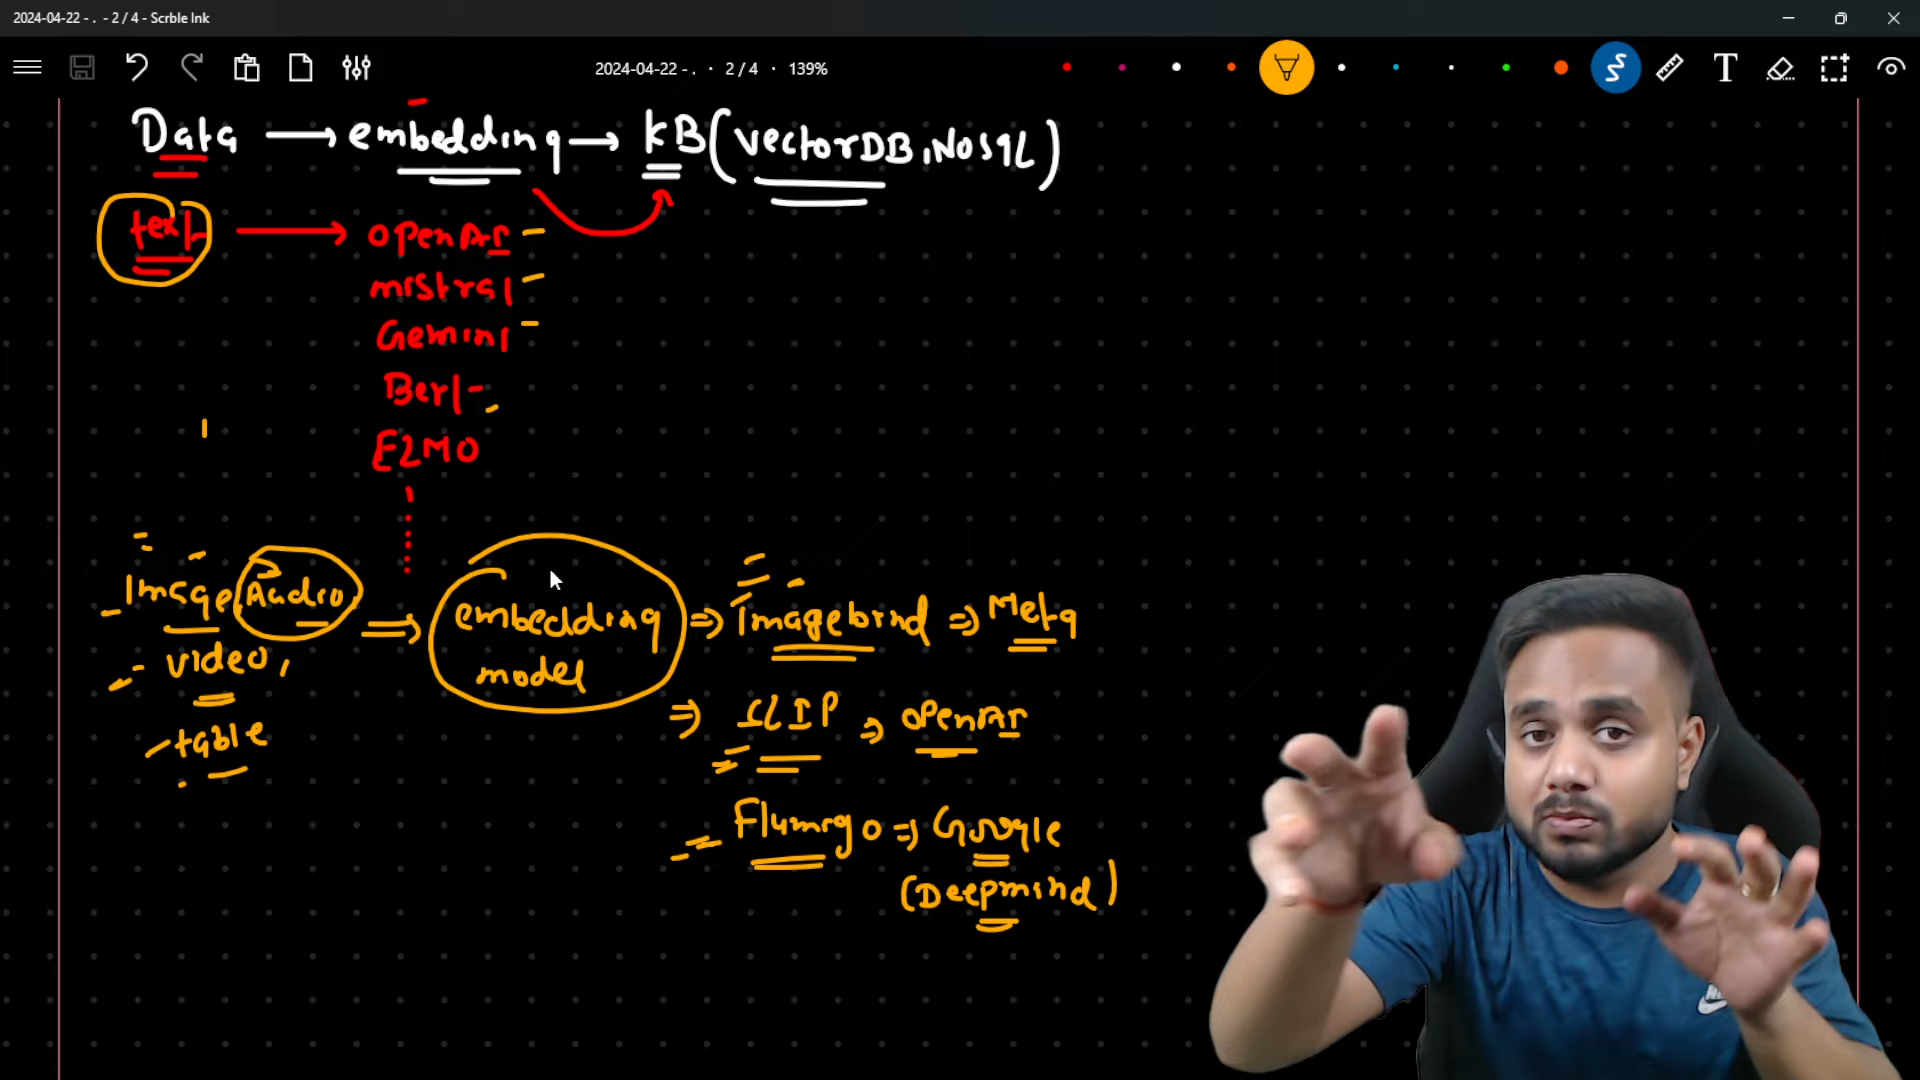 2024-04-22 - . - 2 / 4 - Scrble Ink
2024-04-22 - . · 2 / 4 · 139%
Data → embedding → KB (vectorDB, NoSQL)
text → openAI
mistral
Gemini
Bert
ELMO
Image, Audio ⇒ embedding model ⇒ Imagebind ⇒ Meta
video,
table
⇒ CLIP ⇒ openAI
Flumigo ⇒ Google
(Deepmind)